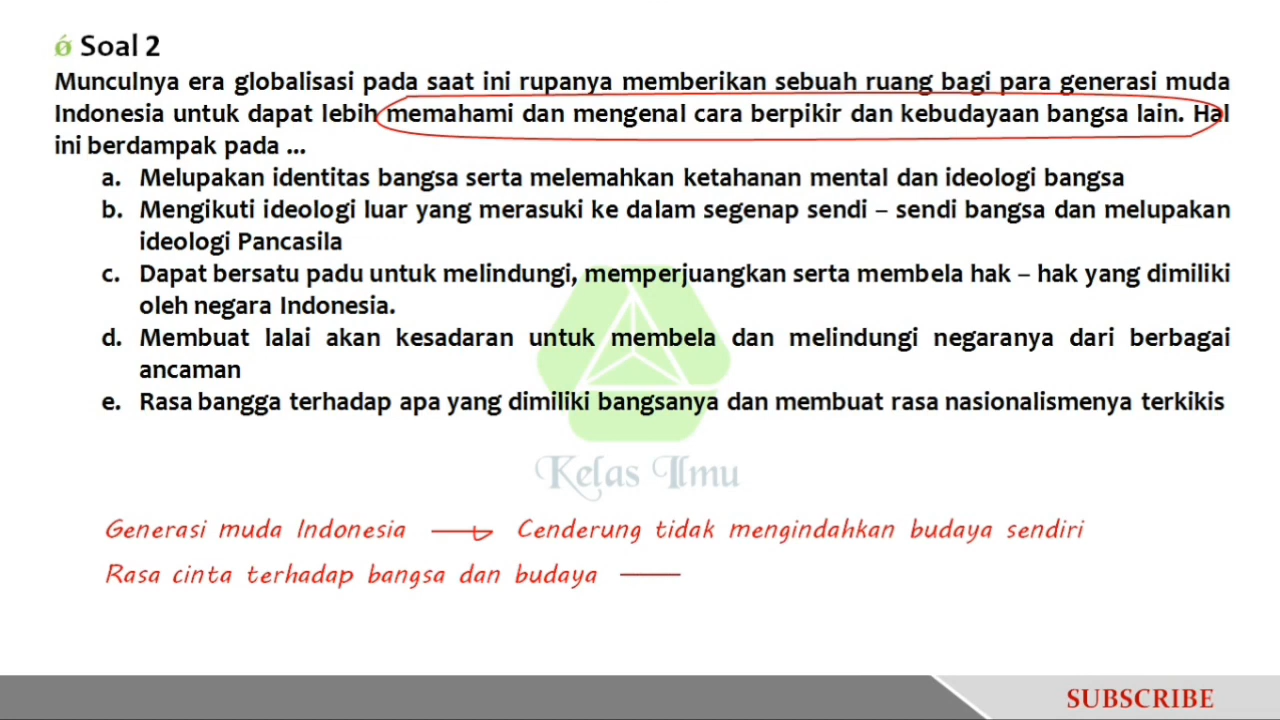 ǿ Soal 2
Munculnya era globalisasi pada saat ini rupanya memberikan sebuah ruang bagi para generasi muda
Indonesia untuk dapat lebih memahami dan mengenal cara berpikir dan kebudayaan bangsa lain. Hal
ini berdampak pada ...
a. Melupakan identitas bangsa serta melemahkan ketahanan mental dan ideologi bangsa
b. Mengikuti ideologi luar yang merasuki ke dalam segenap sendi – sendi bangsa dan melupakan
ideologi Pancasila
c. Dapat bersatu padu untuk melindungi, memperjuangkan serta membela hak – hak yang dimiliki
oleh negara Indonesia.
d. Membuat lalai akan kesadaran untuk membela dan melindungi negaranya dari berbagai
ancaman
e. Rasa bangga terhadap apa yang dimiliki bangsanya dan membuat rasa nasionalismenya terkikis
Kelas Ilmu
Generasi muda Indonesia → Cenderung tidak mengindahkan budaya sendiri
Rasa cinta terhadap bangsa dan budaya —
SUBSCRIBE